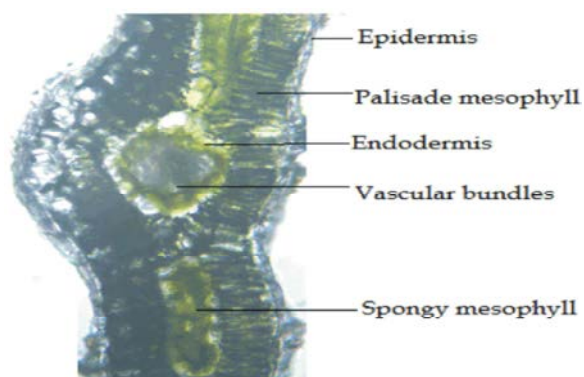 Epidermis
Palisade mesophyll
Endodermis
Vascular bundles
Spongy mesophyll